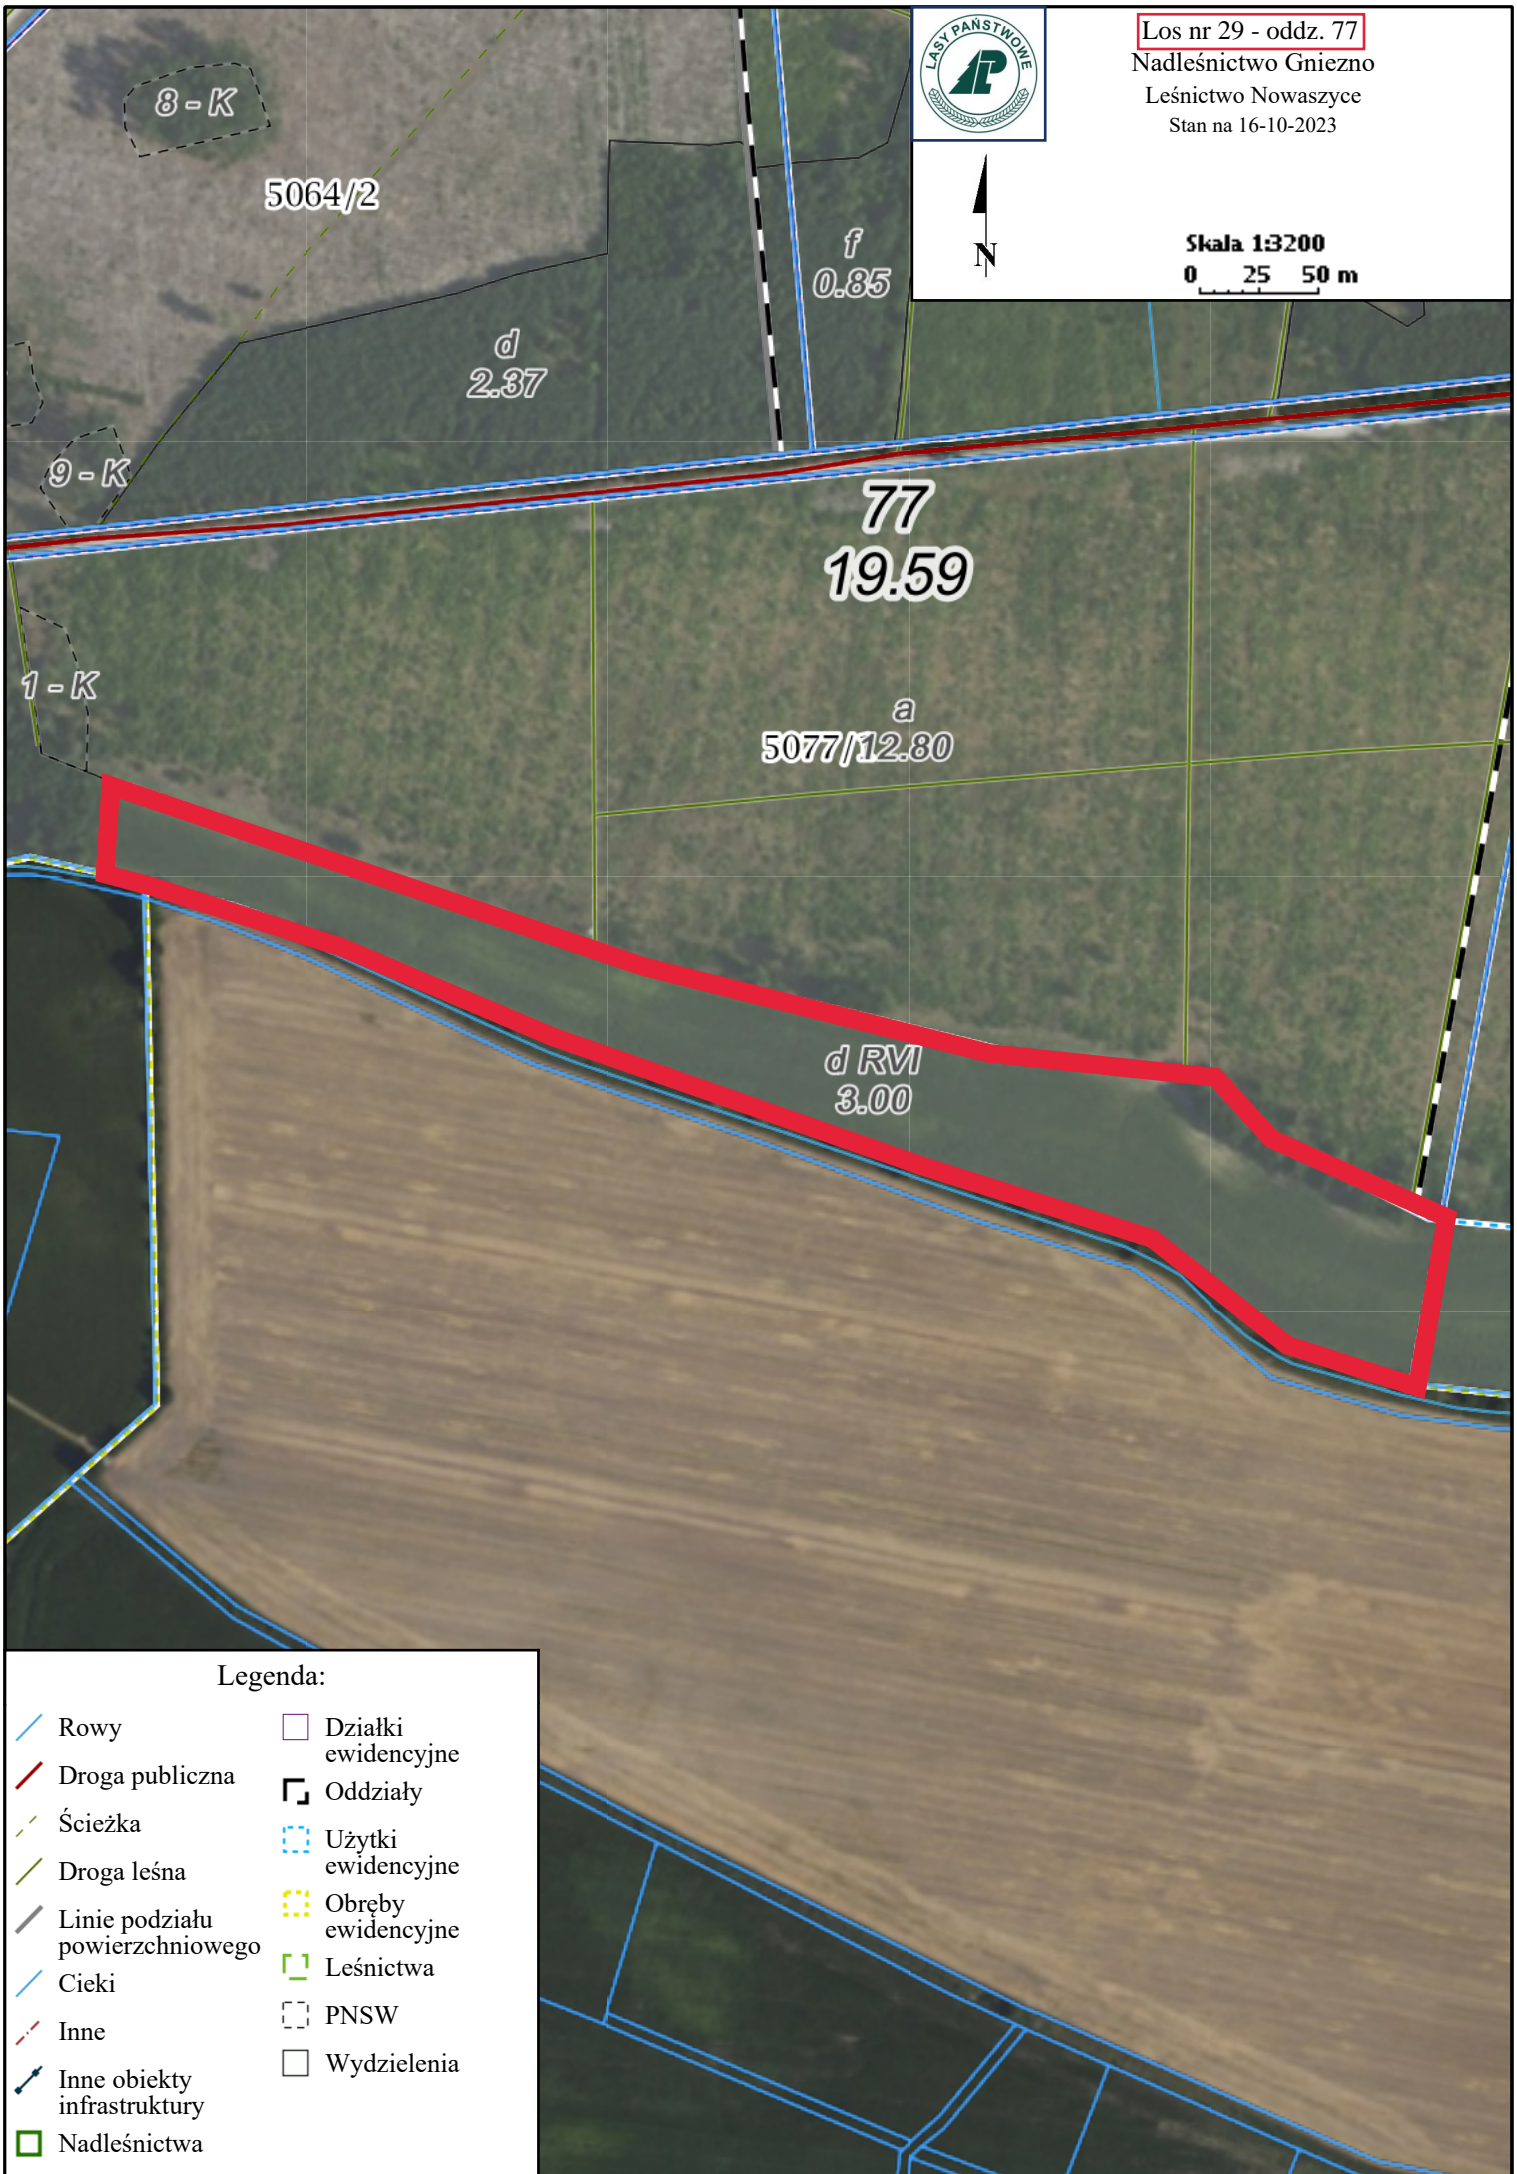 LASY PAŃSTWOWE
Los nr 29 - oddz. 77
Nadleśnictwo Gniezno
Leśnictwo Nowaszyce
Stan na 16-10-2023
N
Skala 1:3200
0 25 50 m
8 - K
5064/2
f
0.85
d
2.37
9 - K
77
19.59
1 - K
a
5077/1
12.80
d RVI
3.00
Legenda:
Rowy
Droga publiczna
Ścieżka
Droga leśna
Linie podziału
powierzchniowego
Cieki
Inne
Inne obiekty
infrastruktury
Nadleśnictwa
Działki
ewidencyjne
Oddziały
Użytki
ewidencyjne
Obręby
ewidencyjne
Leśnictwa
PNSW
Wydzielenia